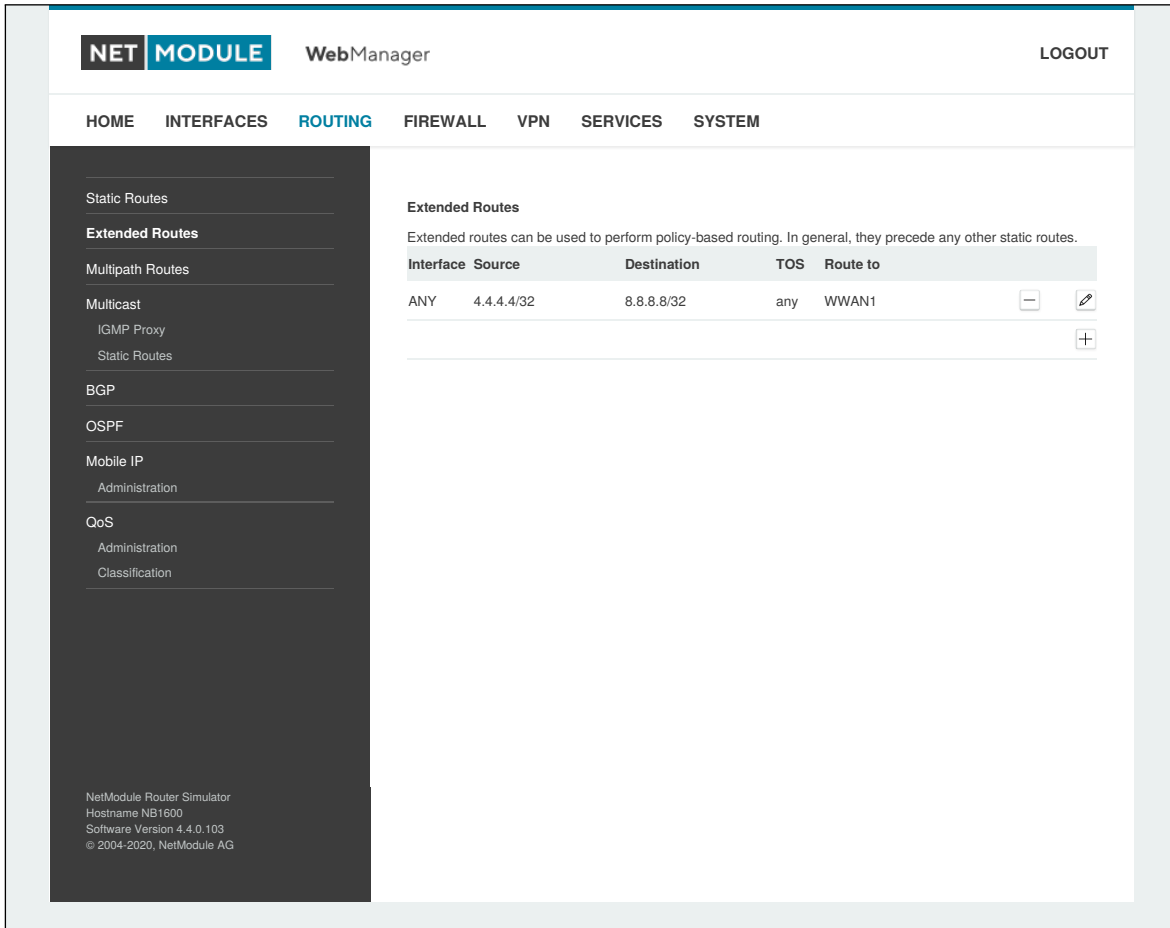 NET MODULE WebManager LOGOUT
HOME INTERFACES ROUTING FIREWALL VPN SERVICES SYSTEM
Static Routes
Extended Routes
Multipath Routes
Multicast
IGMP Proxy
Static Routes
BGP
OSPF
Mobile IP
Administration
QoS
Administration
Classification
NetModule Router Simulator
Hostname NB1600
Software Version 4.4.0.103
© 2004-2020, NetModule AG
Extended Routes
Extended routes can be used to perform policy-based routing. In general, they precede any other static routes.
Interface Source Destination TOS Route to
ANY 4.4.4.4/32 8.8.8.8/32 any WWAN1